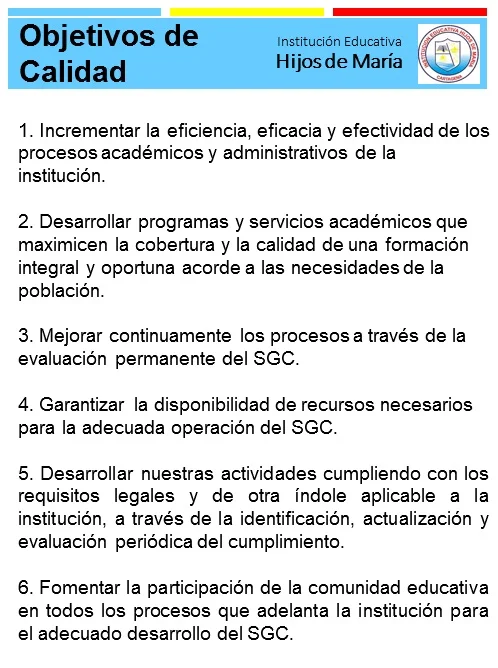 Objetivos de
Calidad
Institución Educativa
Hijos de María
INSTITUCIÓN EDUCATIVA HIJOS DE MARÍA
CARTAGENA
1. Incrementar la eficiencia, eficacia y efectividad de los
procesos académicos y administrativos de la
institución.
2. Desarrollar programas y servicios académicos que
maximicen la cobertura y la calidad de una formación
integral y oportuna acorde a las necesidades de la
población.
3. Mejorar continuamente los procesos a través de la
evaluación permanente del SGC.
4. Garantizar la disponibilidad de recursos necesarios
para la adecuada operación del SGC.
5. Desarrollar nuestras actividades cumpliendo con los
requisitos legales y de otra índole aplicable a la
institución, a través de la identificación, actualización y
evaluación periódica del cumplimiento.
6. Fomentar la participación de la comunidad educativa
en todos los procesos que adelanta la institución para
el adecuado desarrollo del SGC.